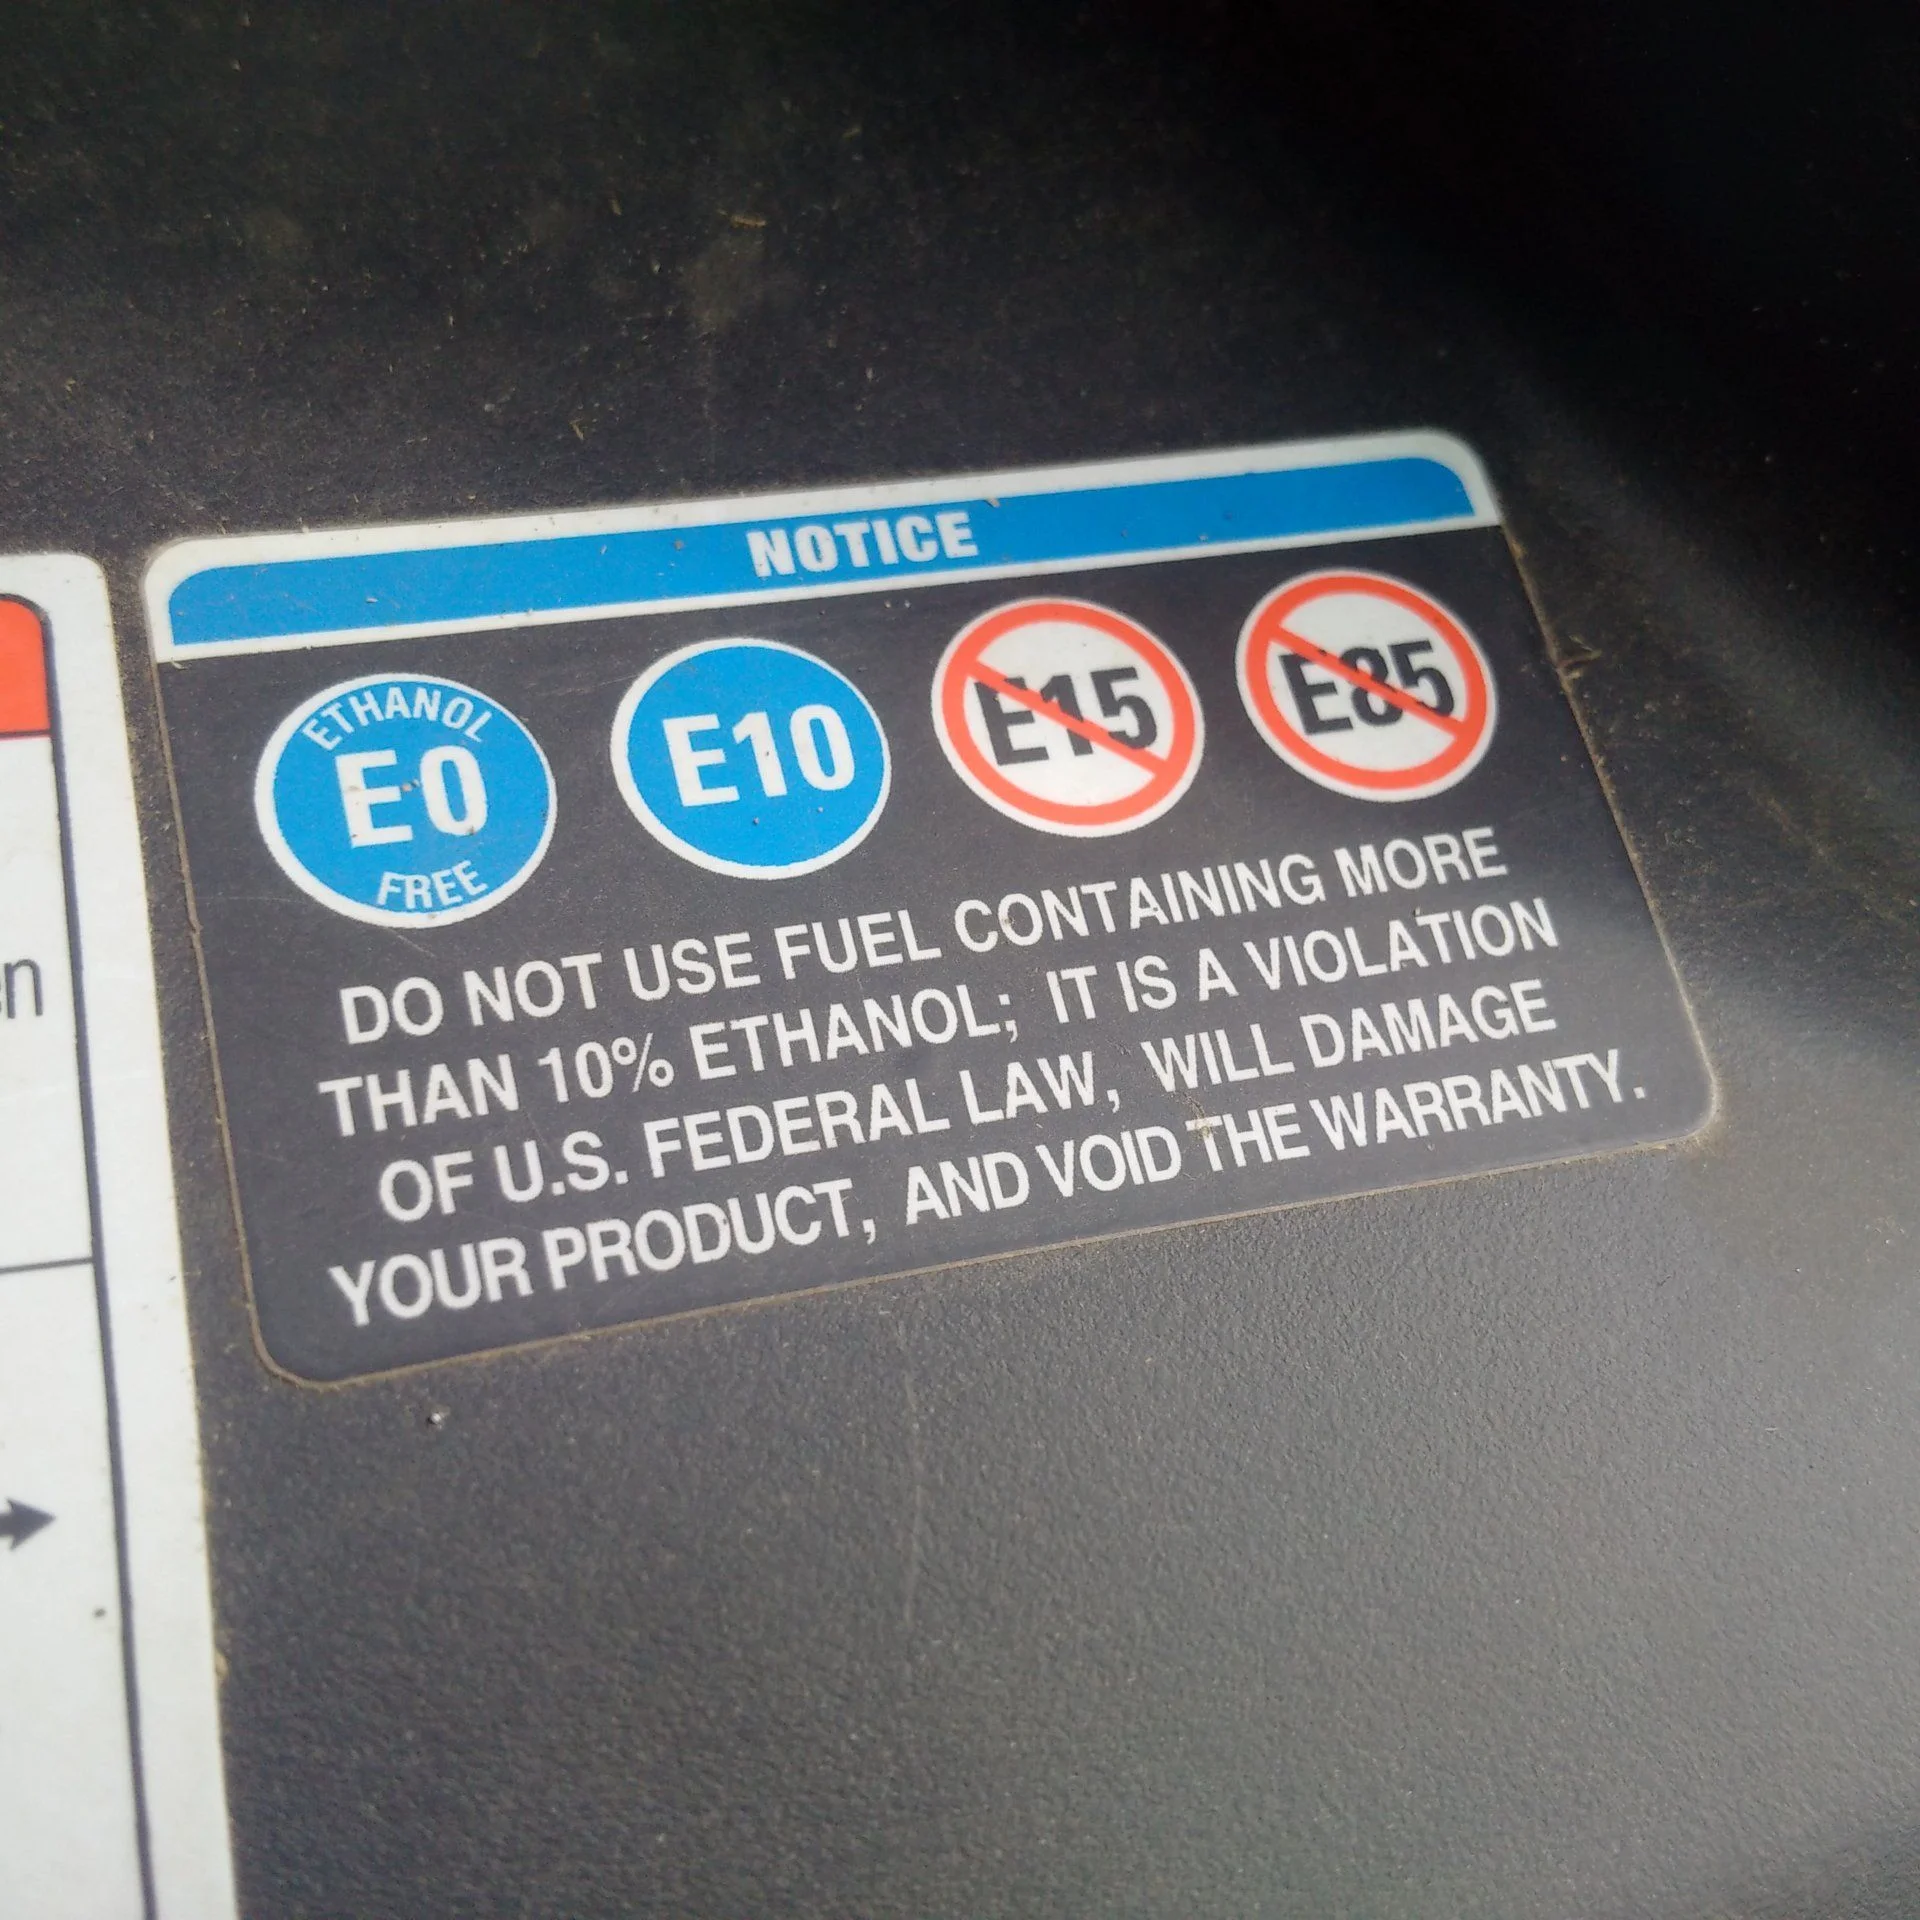 NOTICE
ETHANOL
E0
FREE
E10
E15
E85
DO NOT USE FUEL CONTAINING MORE
THAN 10% ETHANOL; IT IS A VIOLATION
OF U.S. FEDERAL LAW, WILL DAMAGE
YOUR PRODUCT, AND VOID THE WARRANTY.